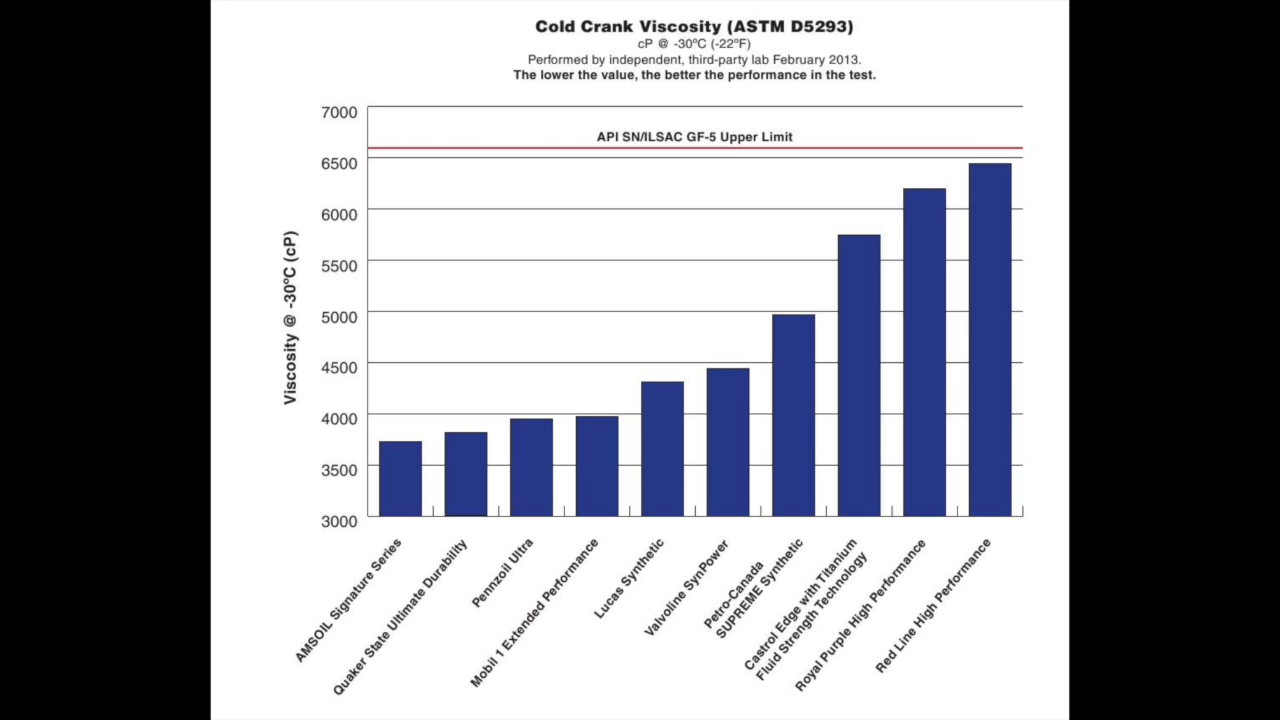 Cold Crank Viscosity (ASTM D5293)
cP @ -30ºC (-22ºF)
Performed by independent, third-party lab February 2013.
The lower the value, the better the performance in the test.
7000
API SN/ILSAC GF-5 Upper Limit
6500
6000
5500
5000
4500
4000
3500
3000
Viscosity @ -30ºC (cP)
AMSOIL Signature Series
Quaker State Ultimate Durability
Pennzoil Ultra
Mobil 1 Extended Performance
Lucas Synthetic
Valvoline SynPower
Petro-Canada
SUPREME Synthetic
Castrol Edge with Titanium
Fluid Strength Technology
Royal Purple High Performance
Red Line High Performance